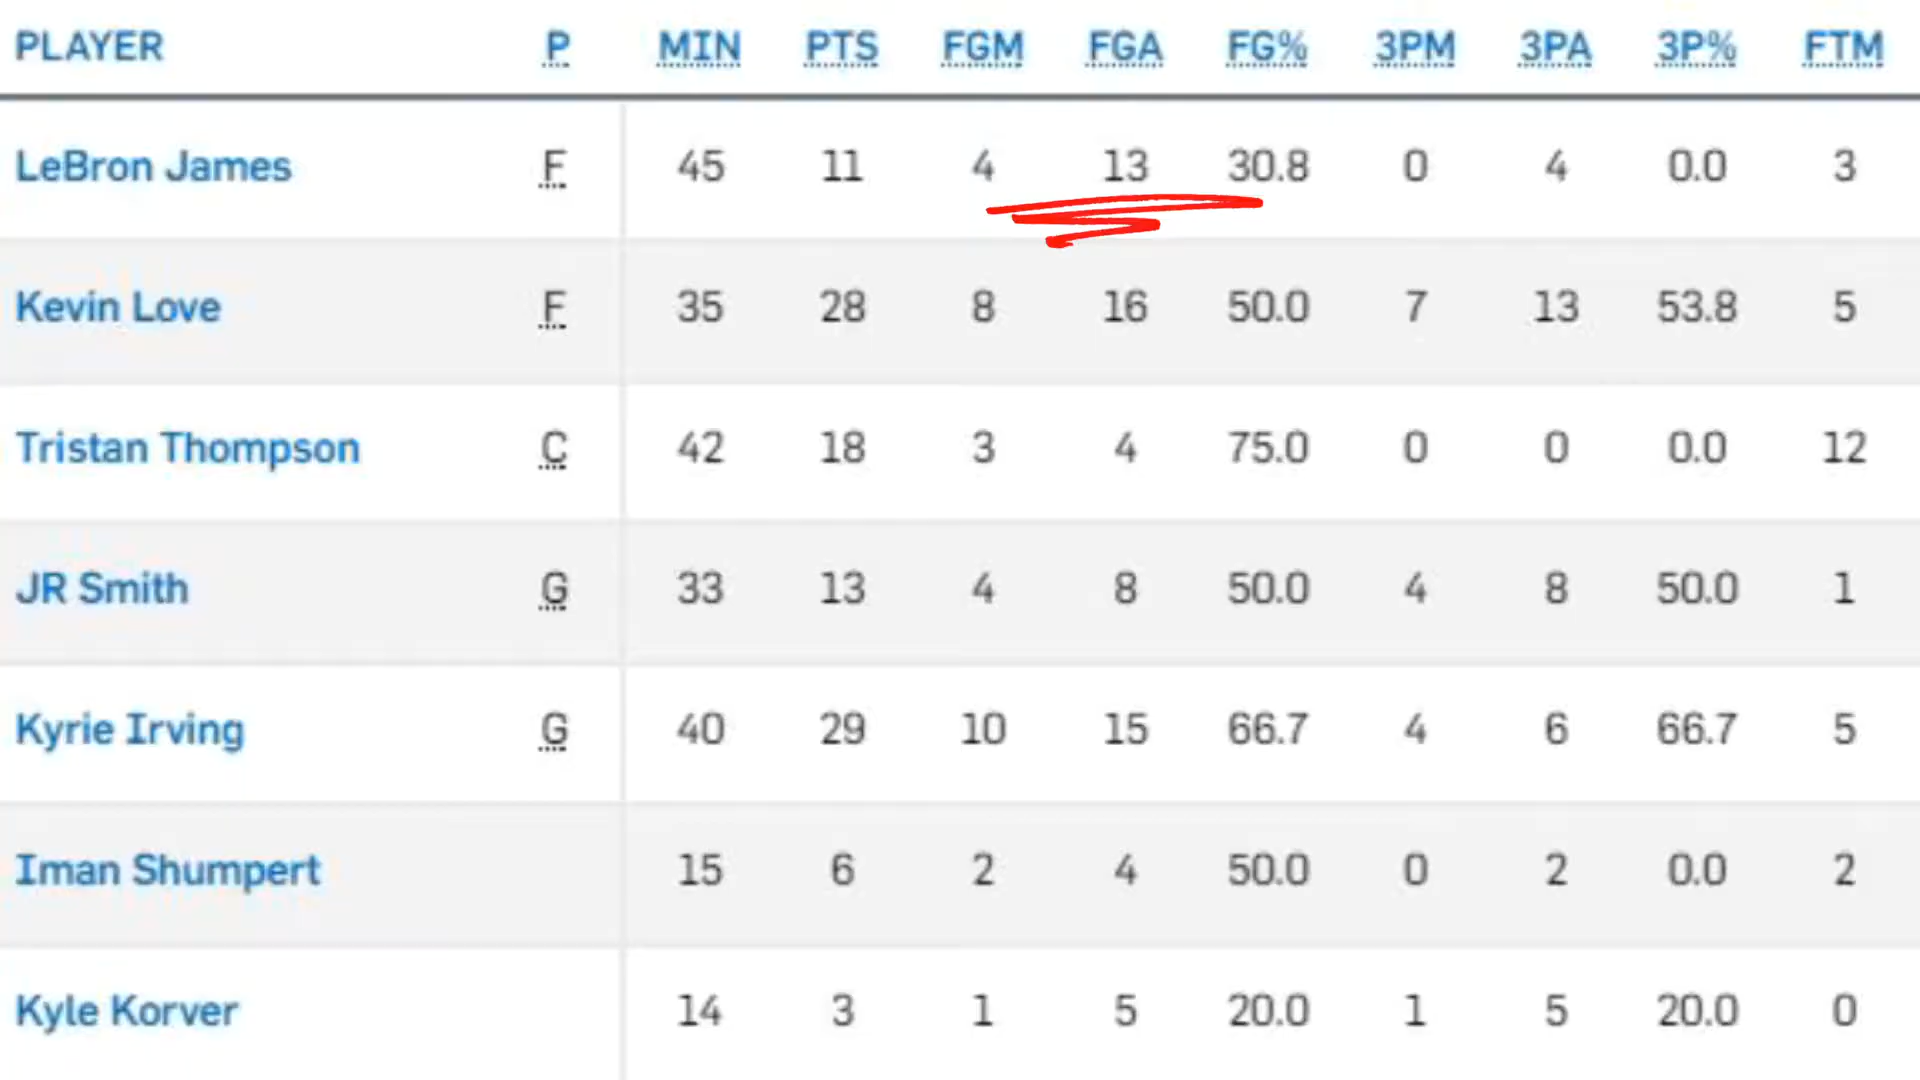 PLAYER P MIN PTS FGM FGA FG% 3PM 3PA 3P% FTM
LeBron James F 45 11 4 13 30.8 0 4 0.0 3
Kevin Love F 35 28 8 16 50.0 7 13 53.8 5
Tristan Thompson C 42 18 3 4 75.0 0 0 0.0 12
JR Smith G 33 13 4 8 50.0 4 8 50.0 1
Kyrie Irving G 40 29 10 15 66.7 4 6 66.7 5
Iman Shumpert 15 6 2 4 50.0 0 2 0.0 2
Kyle Korver 14 3 1 5 20.0 1 5 20.0 0